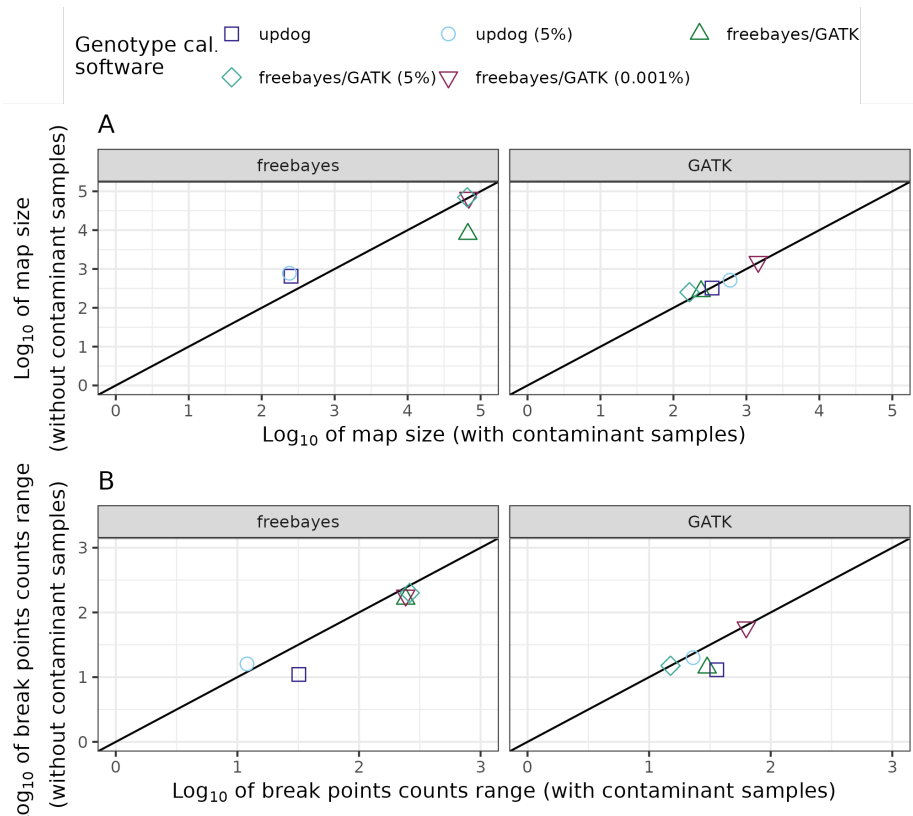 Genotype cal.
software
updog
updog (5%)
freebayes/GATK
freebayes/GATK (5%)
freebayes/GATK (0.001%)
A
freebayes
GATK
Log10 of map size
(without contaminant samples)
5
4
3
2
1
0
0 1 2 3 4 5
0 1 2 3 4 5
Log10 of map size (with contaminant samples)
B
freebayes
GATK
og10 of break points counts range
(without contaminant samples)
3
2
1
0
0 1 2 3
0 1 2 3
Log10 of break points counts range (with contaminant samples)